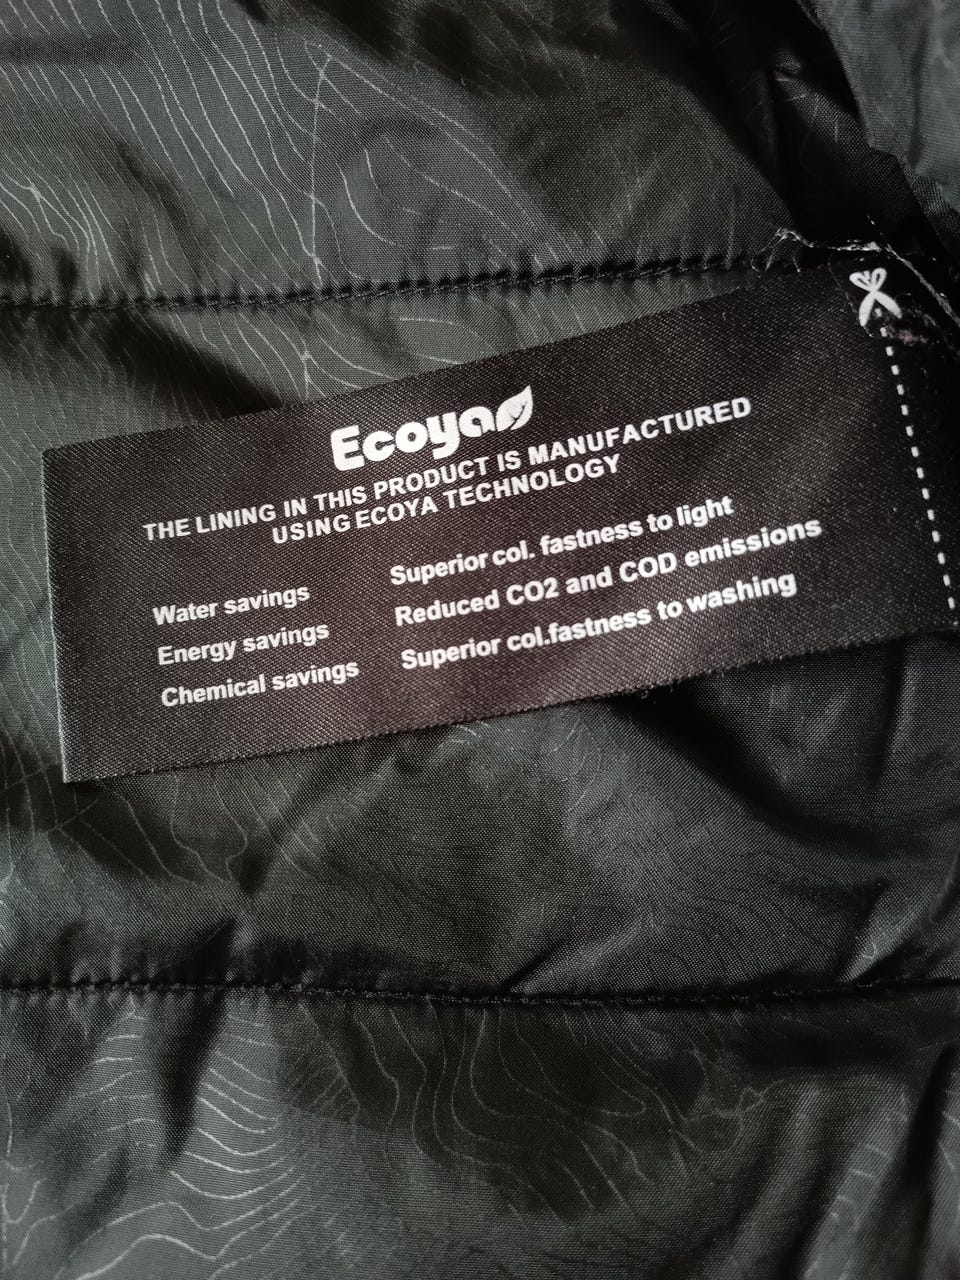 Ecoya
THE LINING IN THIS PRODUCT IS MANUFACTURED
USING ECOYA TECHNOLOGY
Water savings Superior col. fastness to light
Energy savings Reduced CO2 and COD emissions
Chemical savings Superior col.fastness to washing